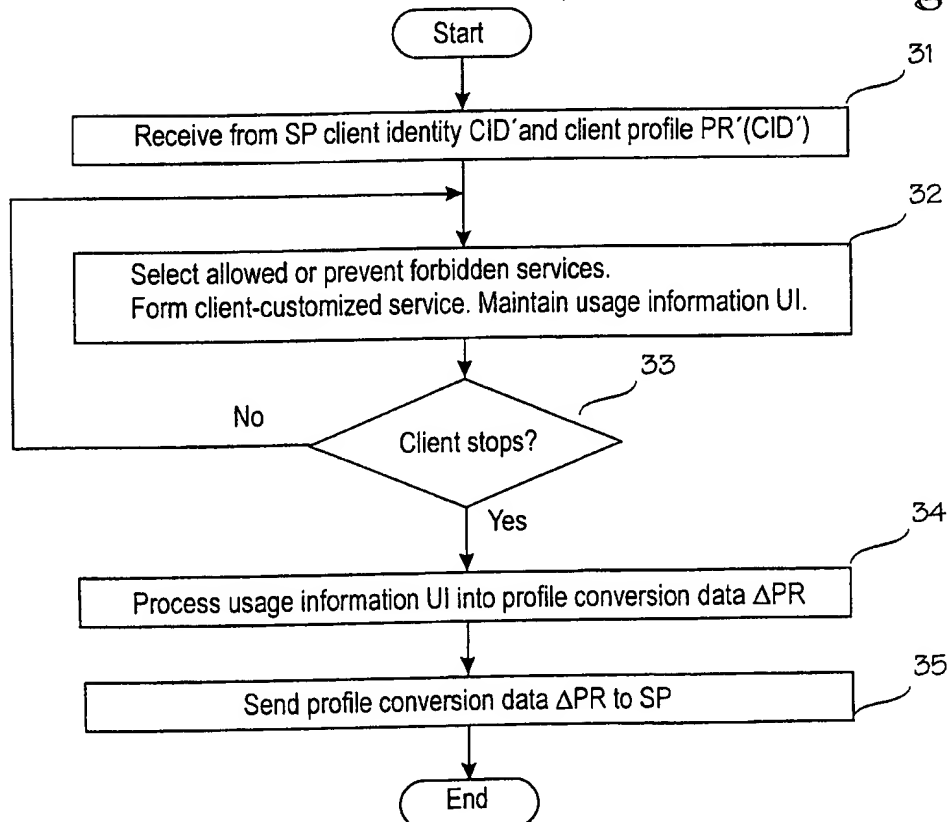 Start
31
Receive from SP client identity CID´ and client profile PR´(CID´)
32
Select allowed or prevent forbidden services.
Form client-customized service. Maintain usage information UI.
33
No
Client stops?
Yes
34
Process usage information UI into profile conversion data ΔPR
35
Send profile conversion data ΔPR to SP
End